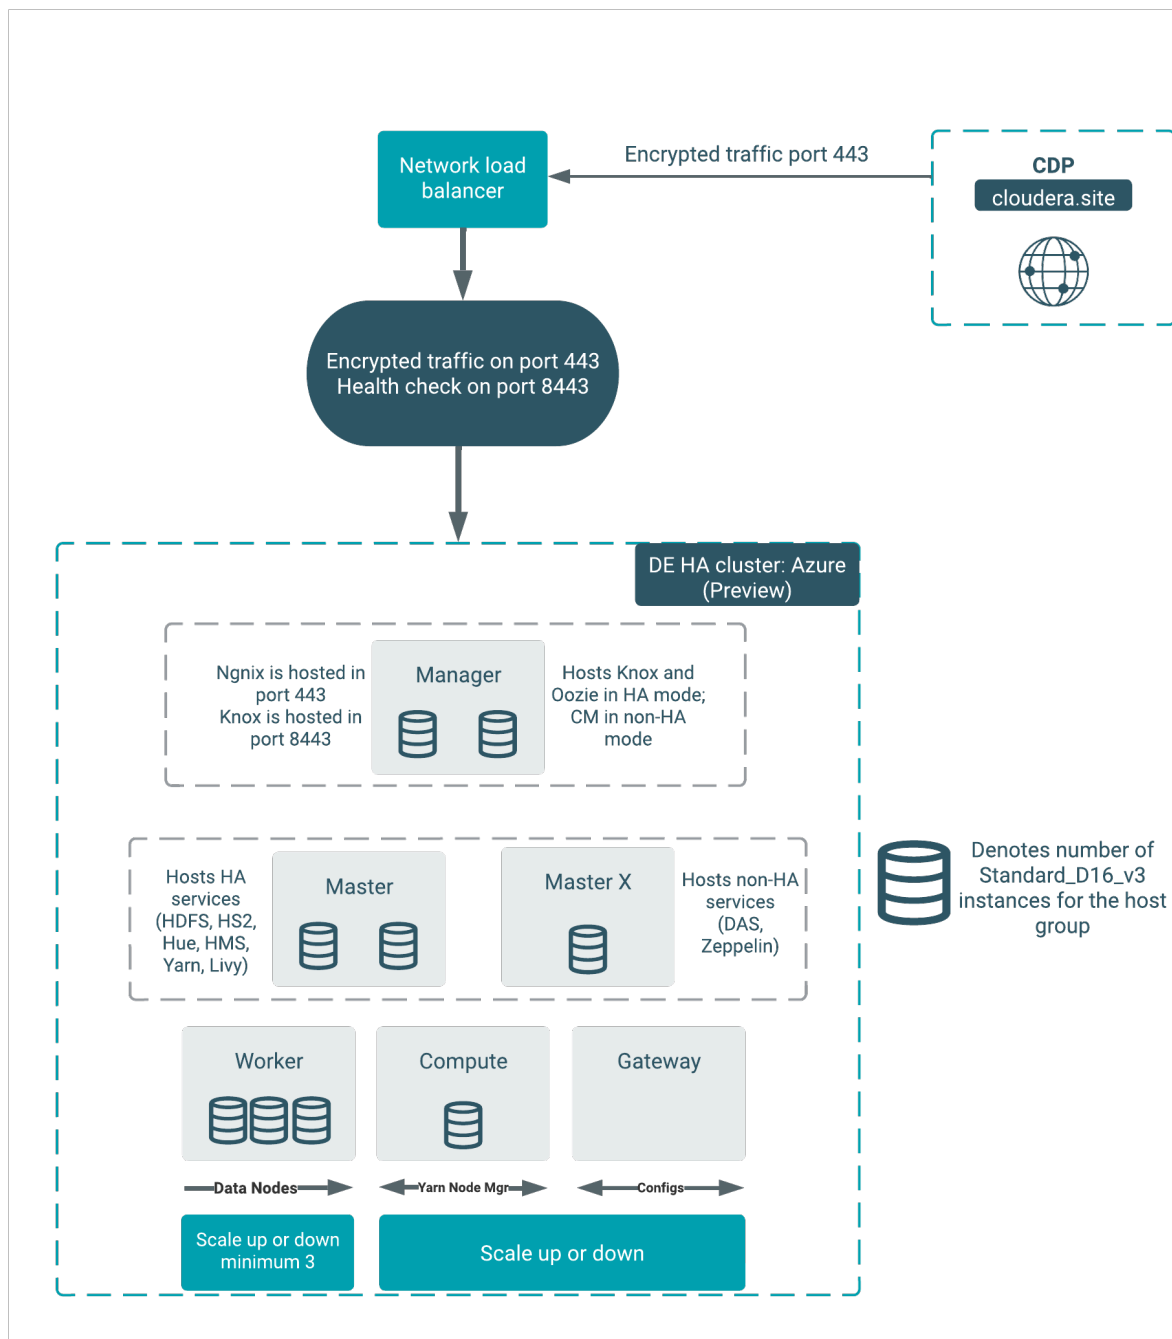 Encrypted traffic port 443
CDP
cloudera.site
Network load
balancer
Encrypted traffic on port 443
Health check on port 8443
DE HA cluster: Azure
(Preview)
Ngnix is hosted in
port 443
Knox is hosted in
port 8443
Manager
Hosts Knox and
Oozie in HA mode;
CM in non-HA
mode
Hosts HA
services
(HDFS, HS2,
Hue, HMS,
Yarn, Livy)
Master
Master X
Hosts non-HA
services
(DAS,
Zeppelin)
Denotes number of
Standard_D16_v3
instances for the host
group
Worker
Compute
Gateway
Data Nodes
Yarn Node Mgr
Configs
Scale up or down
minimum 3
Scale up or down